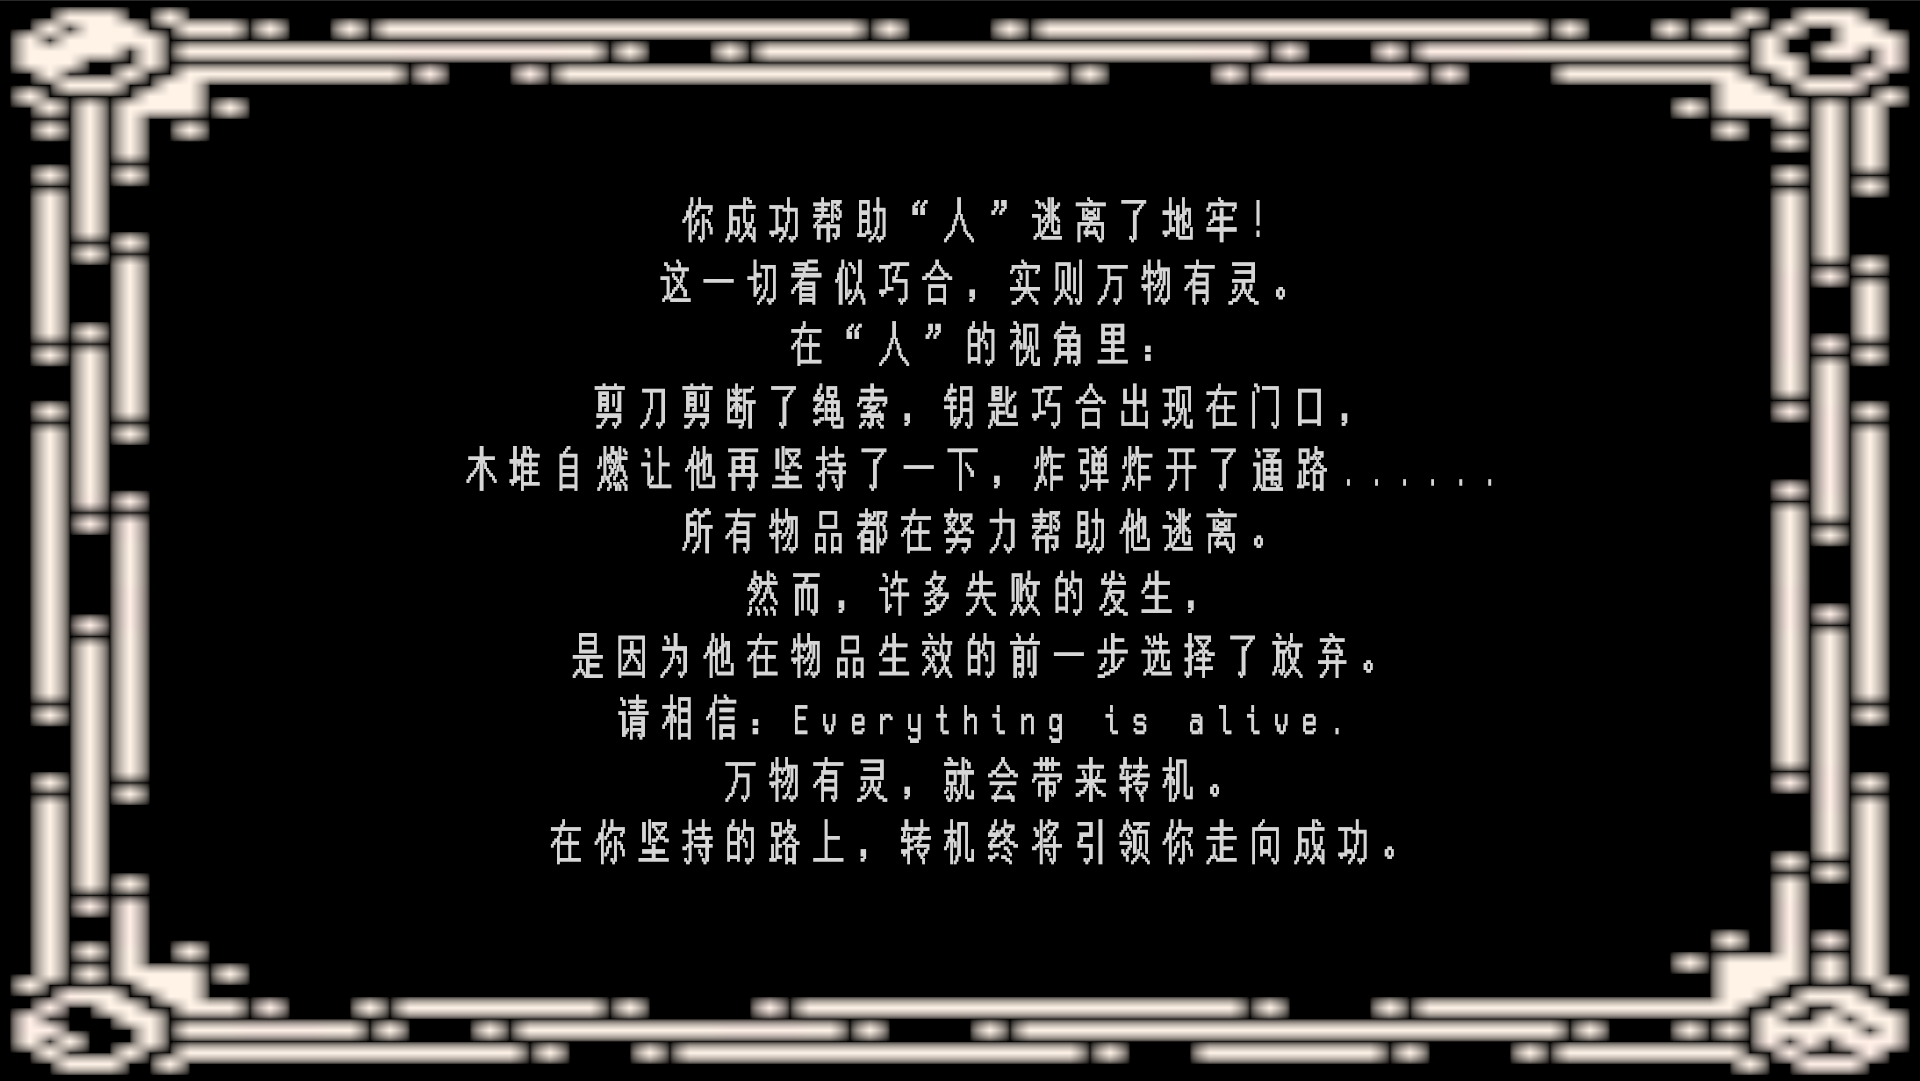 你成功帮助“人”逃离了地牢！
这一切看似巧合，实则万物有灵。
在“人”的视角里：
剪刀剪断了绳索，钥匙巧合出现在门口，
木堆自燃让他再坚持了一下，炸弹炸开了通路......
所有物品都在努力帮助他逃离。
然而，许多失败的发生，
是因为他在物品生效的前一步选择了放弃。
请相信：Everything is alive.
万物有灵，就会带来转机。
在你坚持的路上，转机终将引领你走向成功。